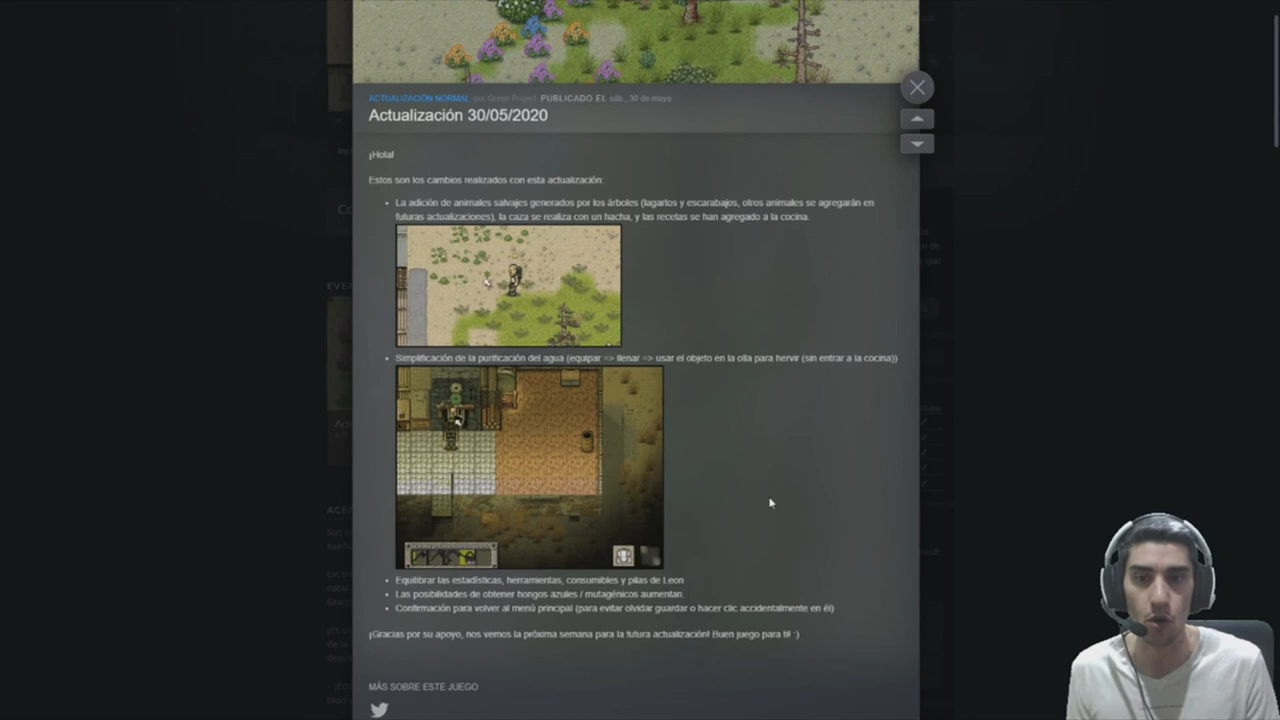 ACTUALIZACIÓN NORMAL por Grave Project PUBLICADO EL sáb., 30 de mayo
Actualización 30/05/2020
¡Hola!
Estos son los cambios realizados con esta actualización:
La adición de animales salvajes generados por los árboles (lagartos y escarabajos, otros animales se agregarán en
futuras actualizaciones), la caza se realiza con un hacha, y las recetas se han agregado a la cocina.
Simplificación de la purificación del agua (equipar => llenar => usar el objeto en la olla para hervir (sin entrar a la cocina))
Equilibrar las estadísticas, herramientas, consumibles y pilas de Leon
Las posibilidades de obtener hongos azules / mutagénicos aumentan
Confirmación para volver al menú principal (para evitar olvidar guardar o hacer clic accidentalmente en él)
¡Gracias por su apoyo, nos vemos la próxima semana para la futura actualización! Buen juego para ti! :)
MÁS SOBRE ESTE JUEGO